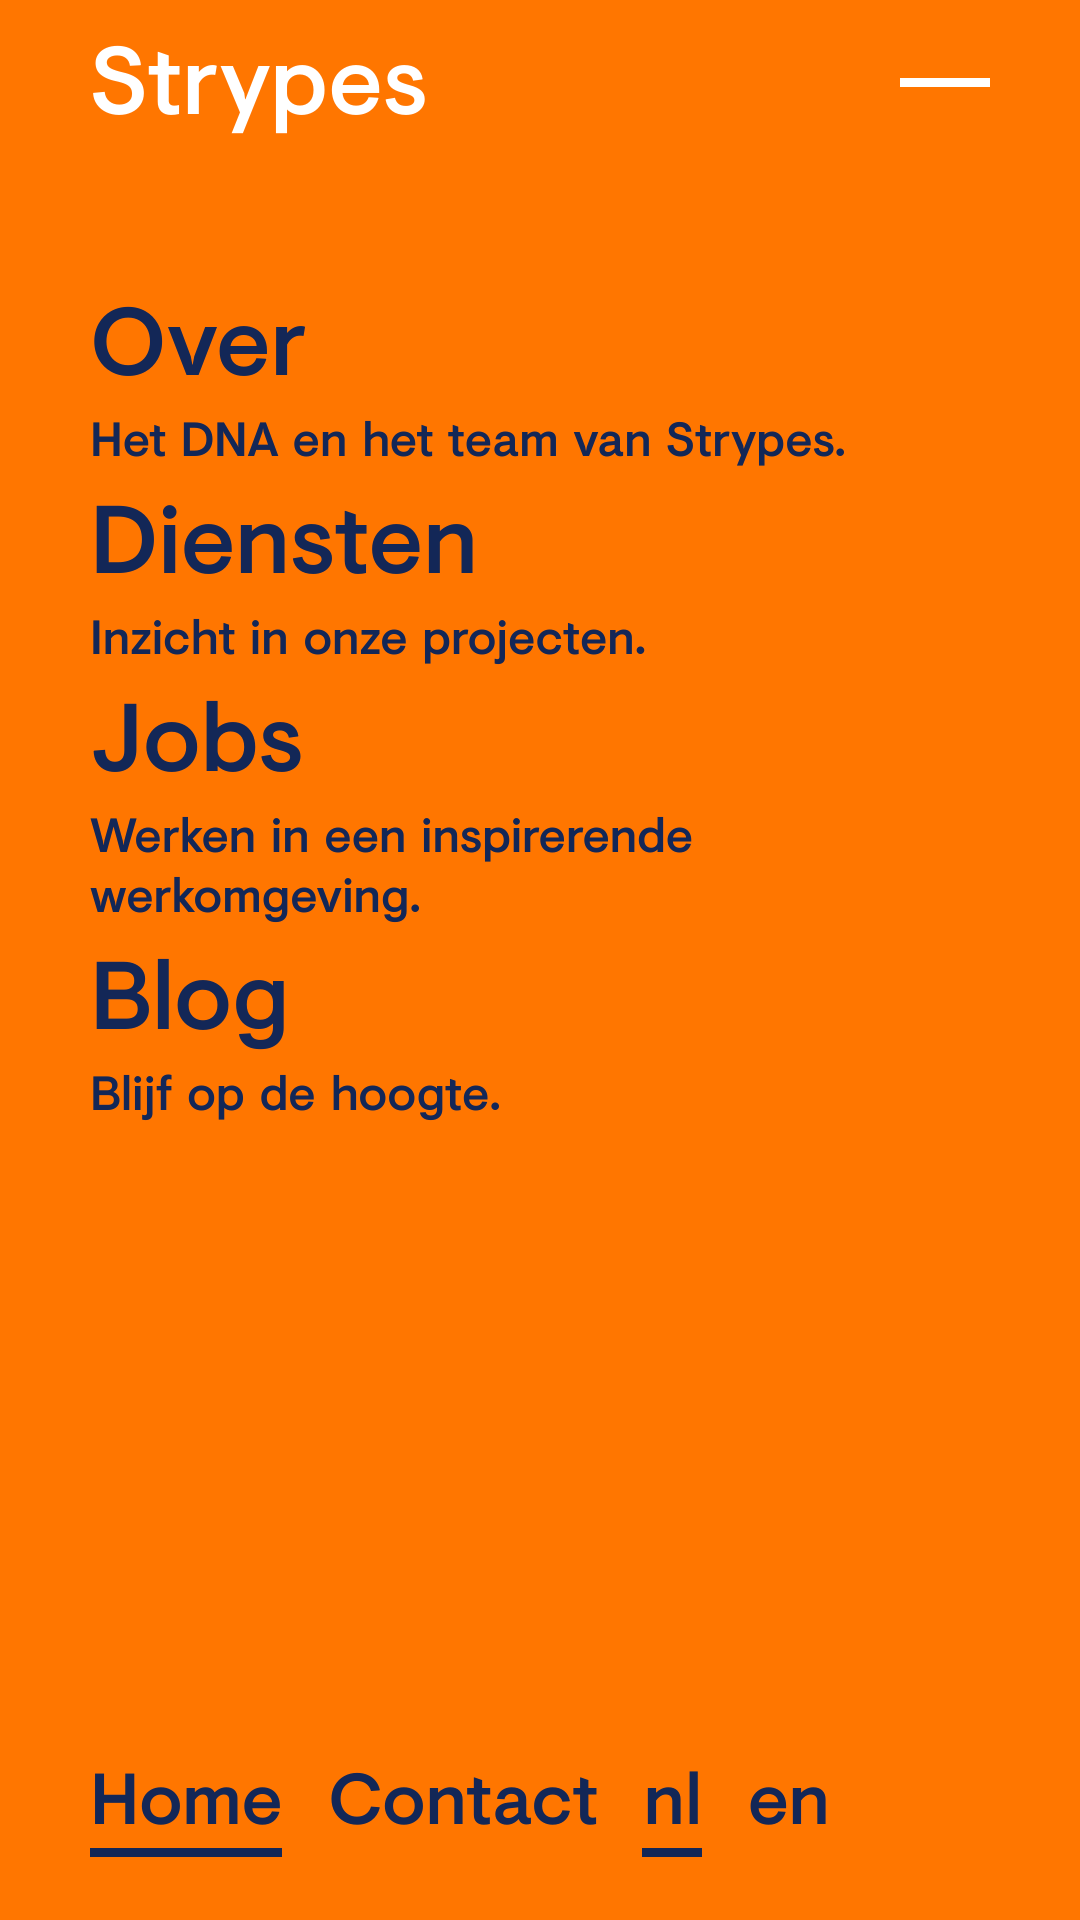 Strypes
Over
Het DNA en het team van Strypes.
Diensten
Inzicht in onze projecten.
Jobs
Werken in een inspirerende
werkomgeving.
Blog
Blijf op de hoogte.
Home Contact nl en